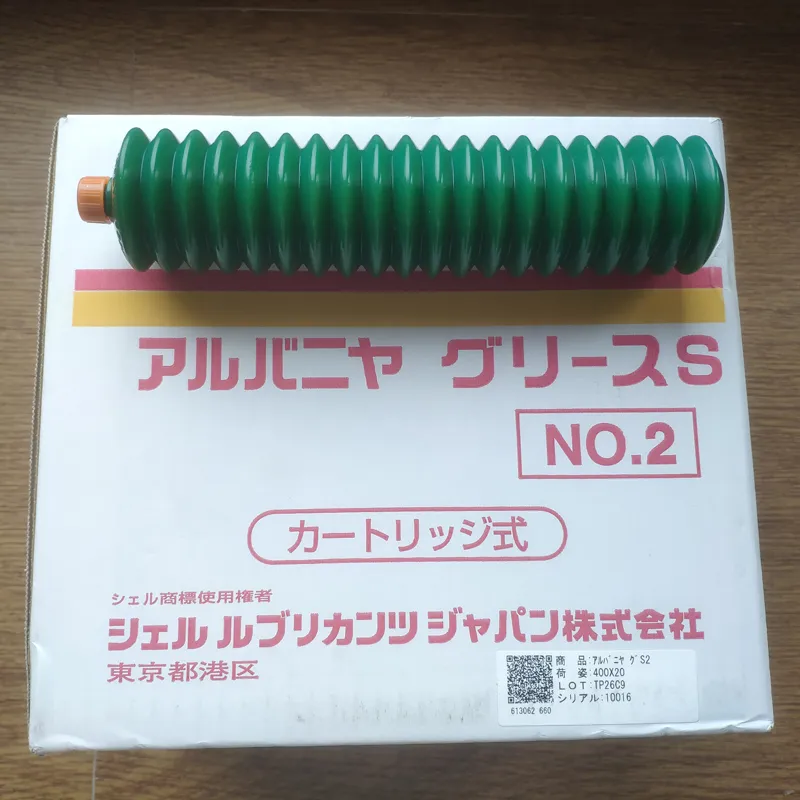 アルバニヤ グリースS
NO.2
カートリッジ式
シェル商標使用権者
シェル ルブリカンツ ジャパン株式会社
東京都港区
商 品:アルバニヤ グS2
荷 姿:400X20
LOT:TP26C9
シリアル:10016
613062 660